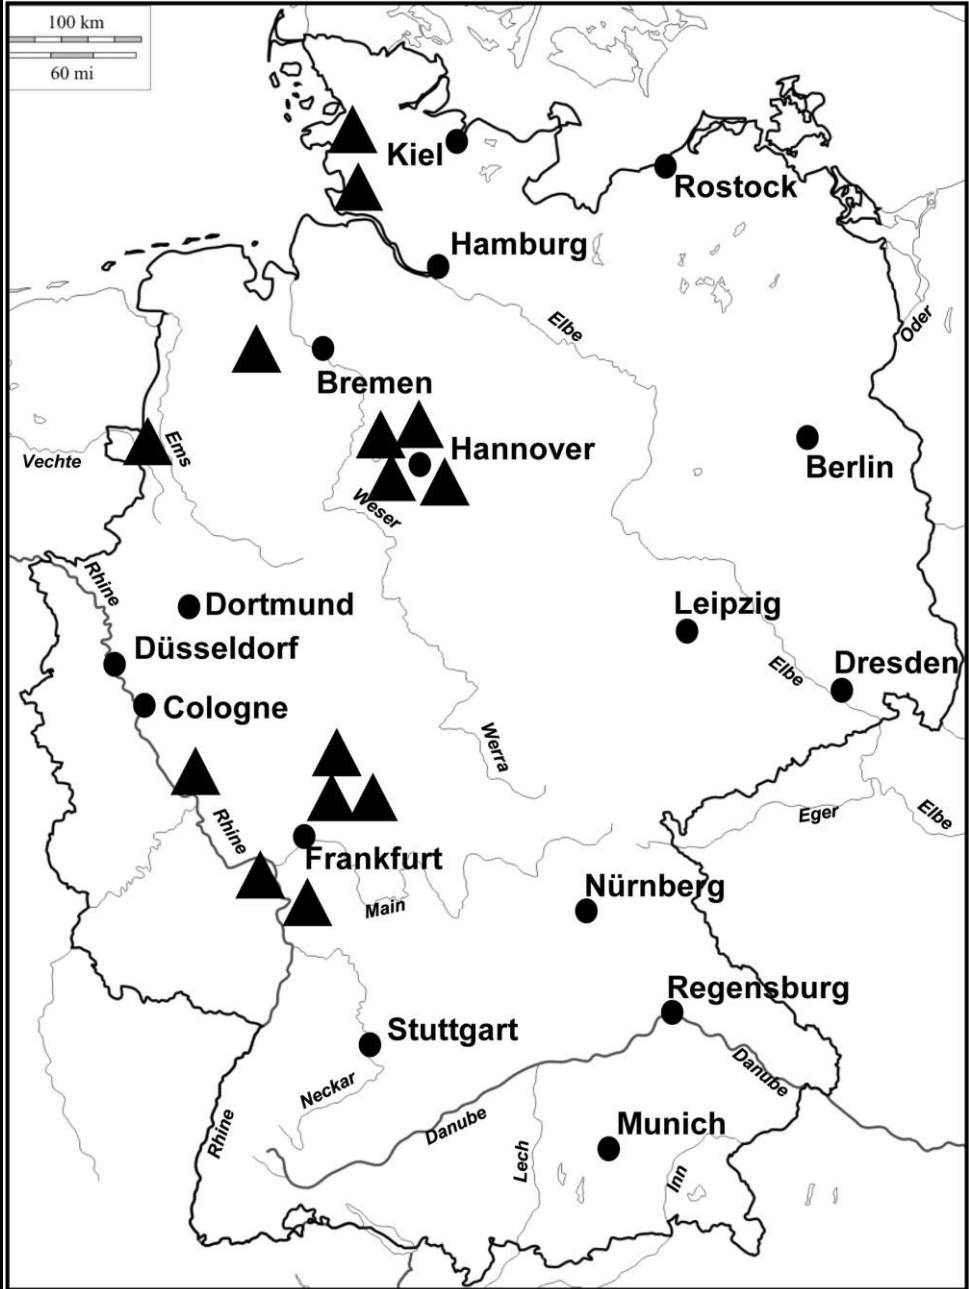 100 km
60 mi
Kiel
Rostock
Hamburg
Elbe
Oder
Bremen
Ems
Vechte
Hannover
Berlin
Weser
Rhine
Dortmund
Leipzig
Düsseldorf
Elbe
Dresden
Cologne
Werra
Rhine
Eger
Elbe
Frankfurt
Nürnberg
Main
Regensburg
Stuttgart
Danube
Neckar
Danube
Munich
Rhine
Lech
Inn